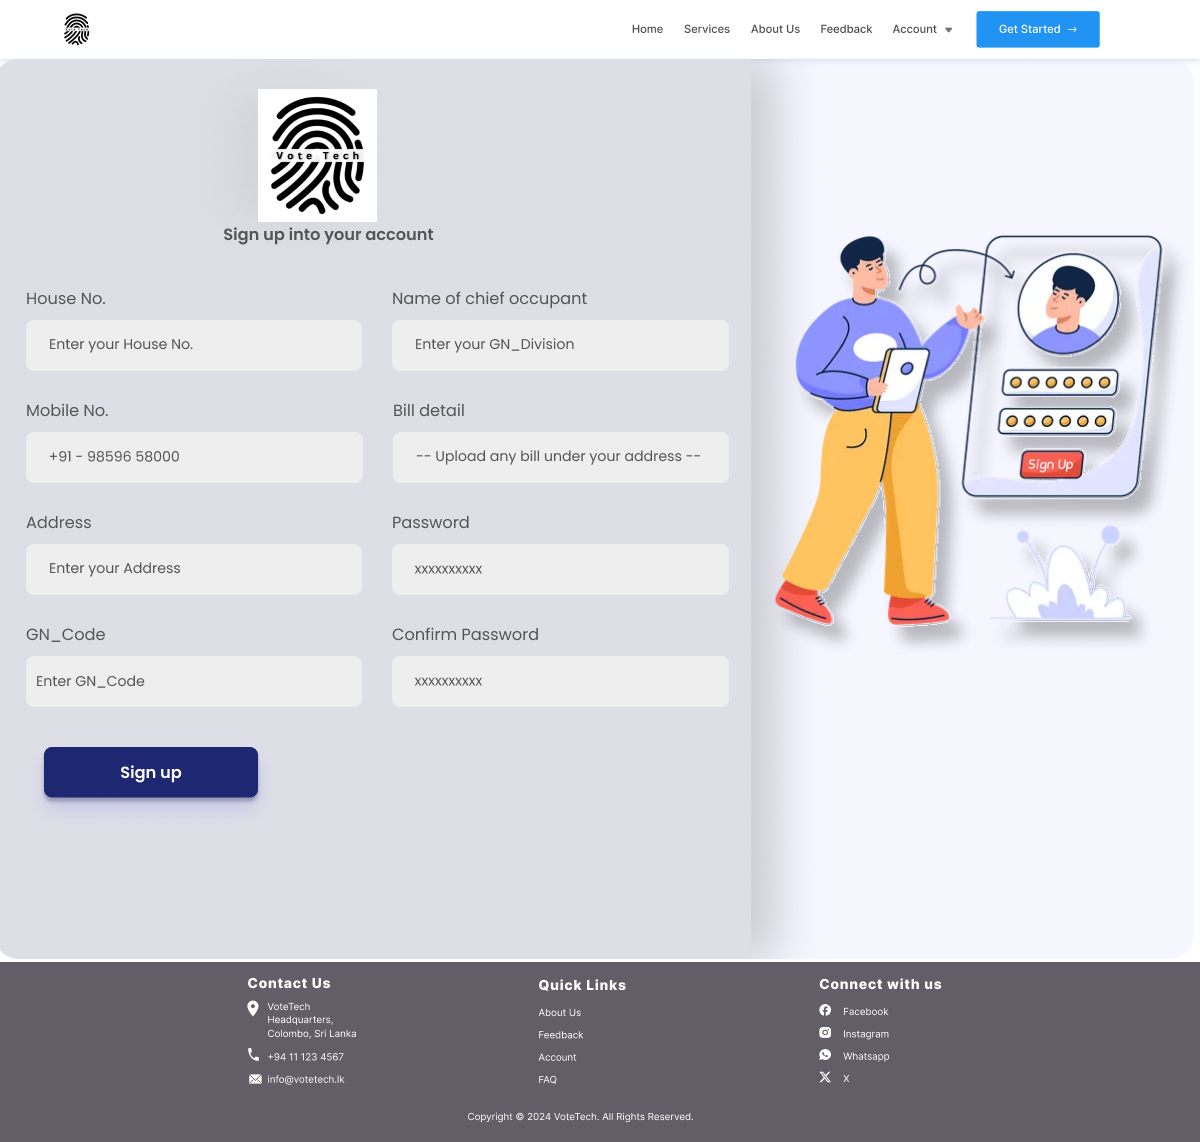 Home Services About Us Feedback Account Get Started →
Vote Tech
Sign up into your account
House No.
Enter your House No.
Name of chief occupant
Enter your GN_Division
Mobile No.
+91 - 98596 58000
Bill detail
-- Upload any bill under your address --
Address
Enter your Address
Password
xxxxxxxxxx
GN_Code
Enter GN_Code
Confirm Password
xxxxxxxxxx
Sign up
Sign Up
Contact Us
VoteTech
Headquarters,
Colombo, Sri Lanka
+94 11 123 4567
info@votetech.lk
Quick Links
About Us
Feedback
Account
FAQ
Connect with us
Facebook
Instagram
Whatsapp
X
Copyright © 2024 VoteTech. All Rights Reserved.